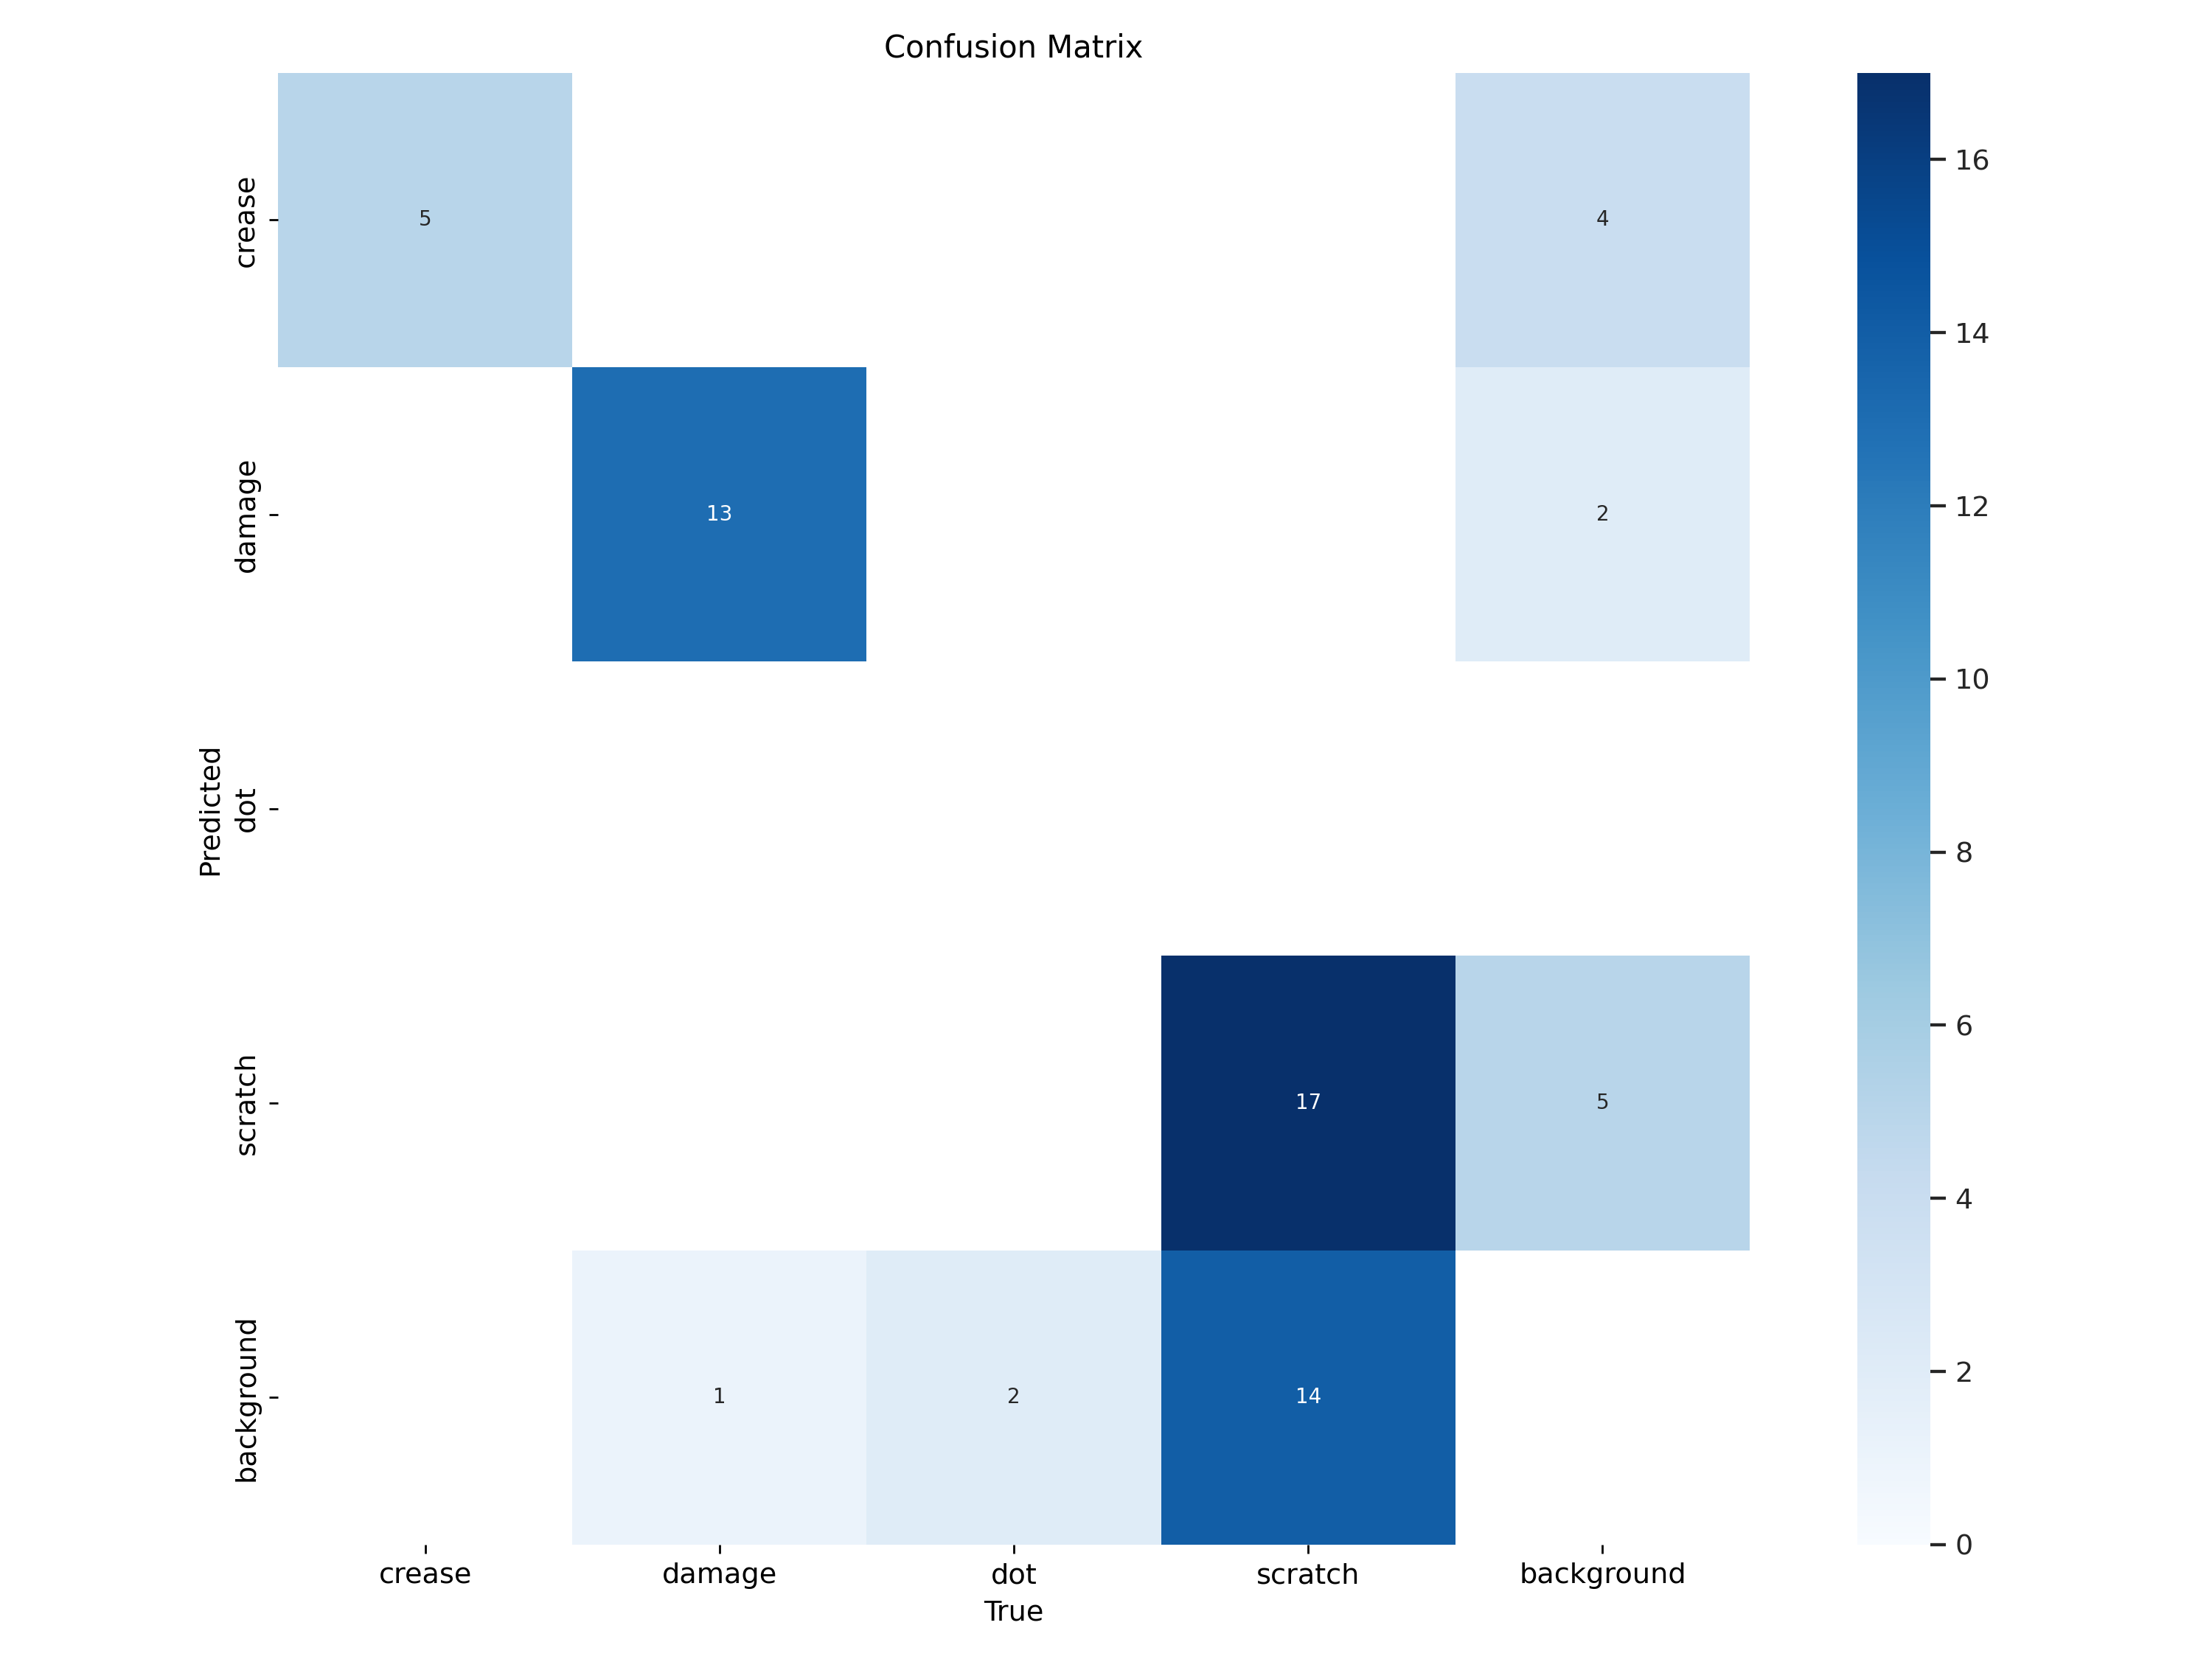 Confusion Matrix
crease
5
4
16
14
damage
13
2
12
10
Predicted
dot
8
6
scratch
17
5
4
background
1
2
14
2
0
crease
damage
dot
scratch
background
True